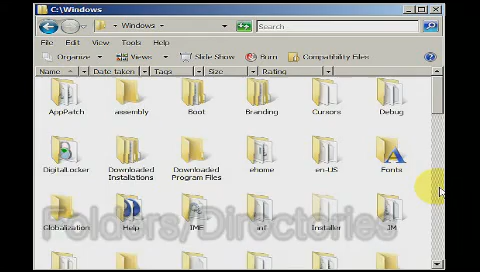 C:\Windows
Windows
Search
File Edit View Tools Help
Organize Views Slide Show Burn Compatibility Files
Name Date taken Tags Size Rating
AppPatch assembly Boot Branding Cursors Debug
DigitalLocker Downloaded Installations Downloaded Program Files ehome en-US Fonts
Globalization Help IME inf Installer JM
Folders/Directories